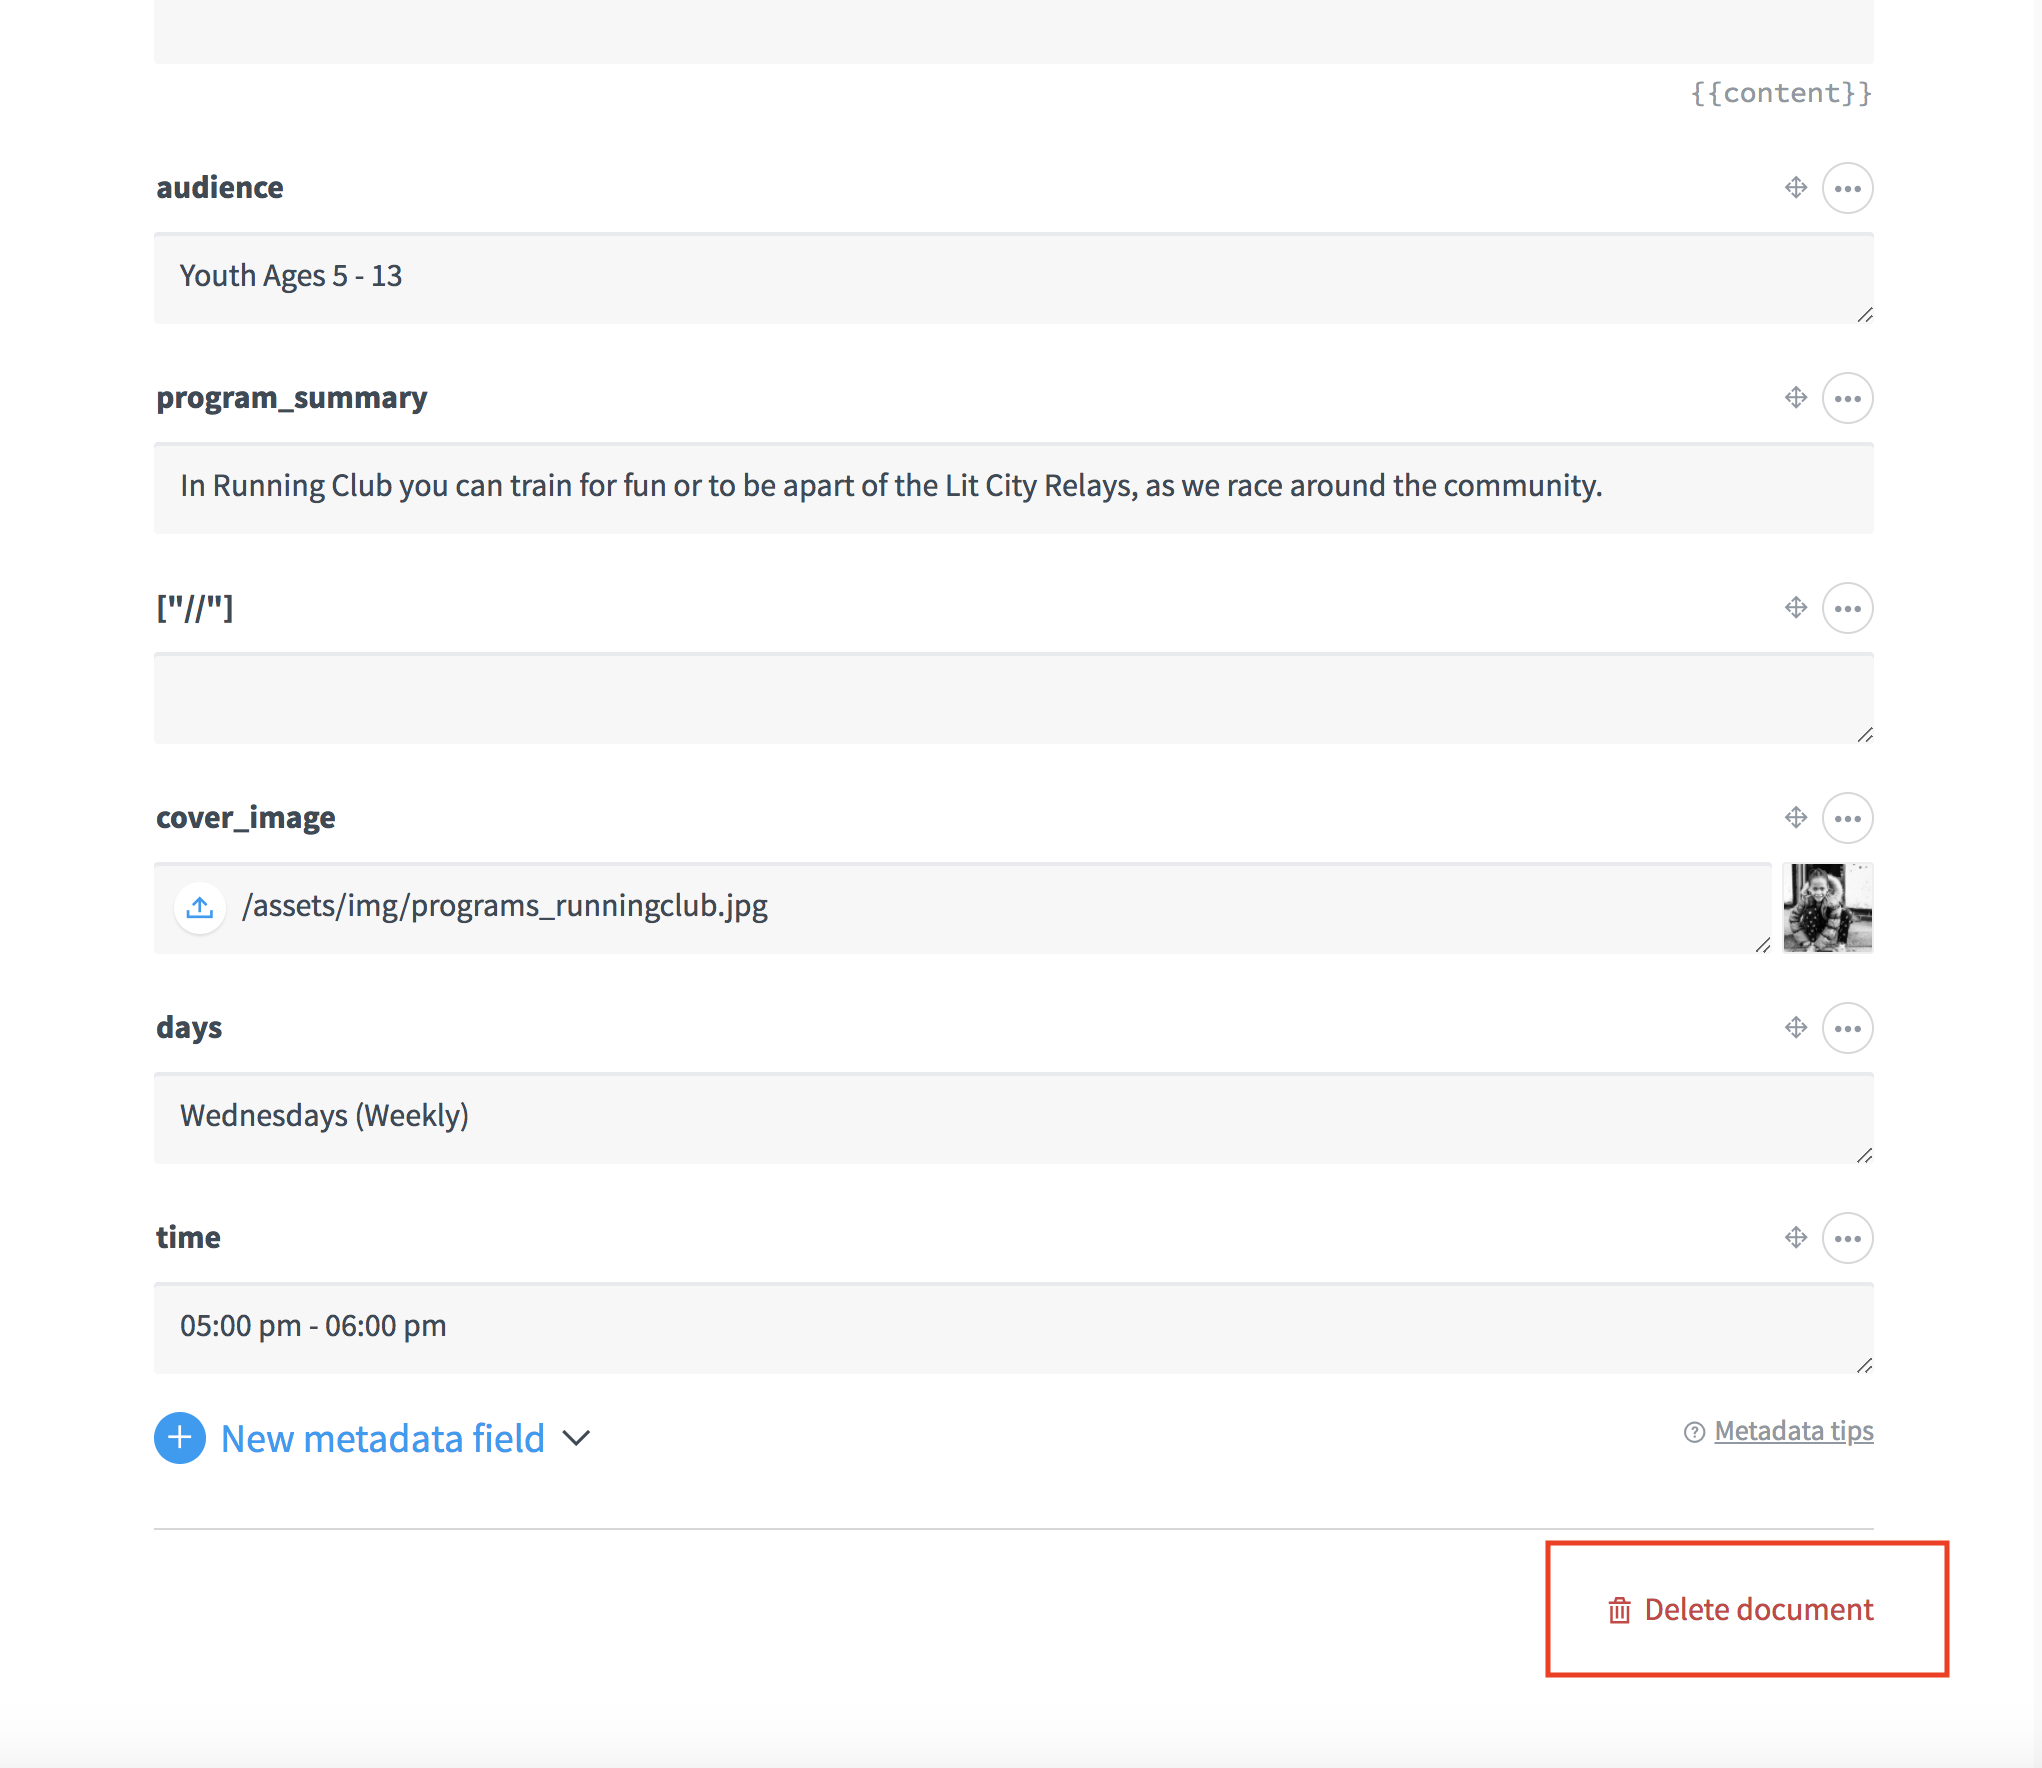 {{content}}
audience
Youth Ages 5 - 13
program_summary
In Running Club you can train for fun or to be apart of the Lit City Relays, as we race around the community.
["//"]
cover_image
/assets/img/programs_runningclub.jpg
days
Wednesdays (Weekly)
time
05:00 pm - 06:00 pm
New metadata field
Metadata tips
Delete document